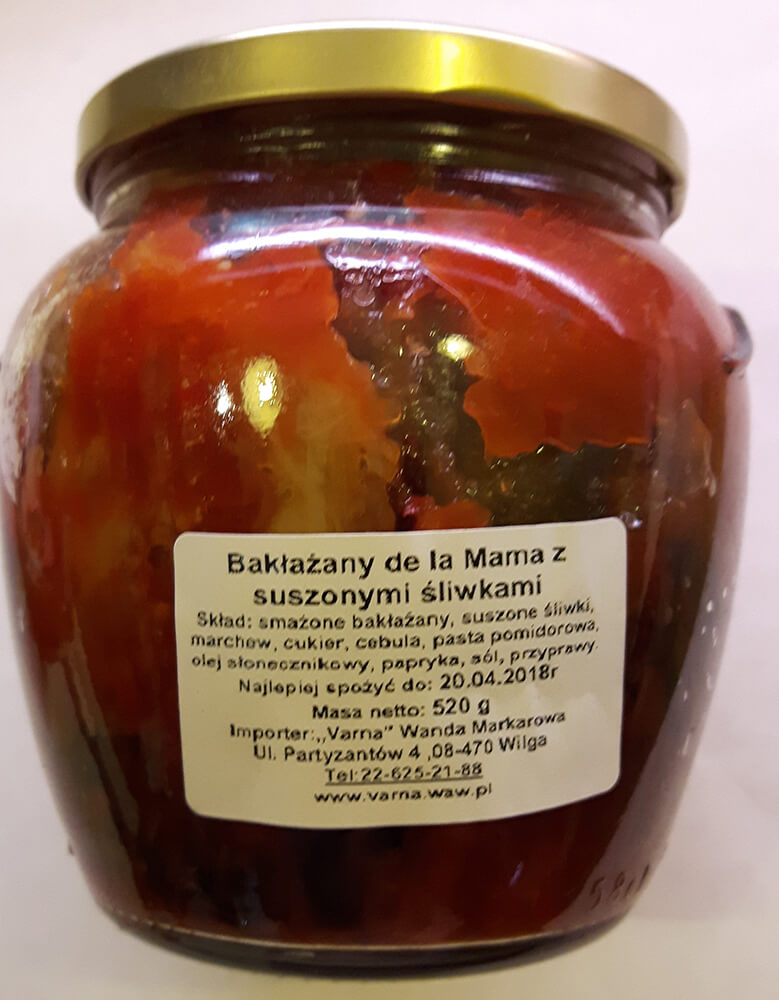 Bakłażany de la Mama z
suszonymi śliwkami
Skład: smażone bakłażany, suszone śliwki,
marchew, cukier, cebula, pasta pomidorowa,
olej słonecznikowy, papryka, sól, przyprawy.
Najlepiej spożyć do: 20.04.2018r
Masa netto: 520 g
Importer:„Varna" Wanda Markarowa
Ul. Partyzantów 4 ,08-470 Wilga
Tel:22-625-21-88
www.varna.waw.pl